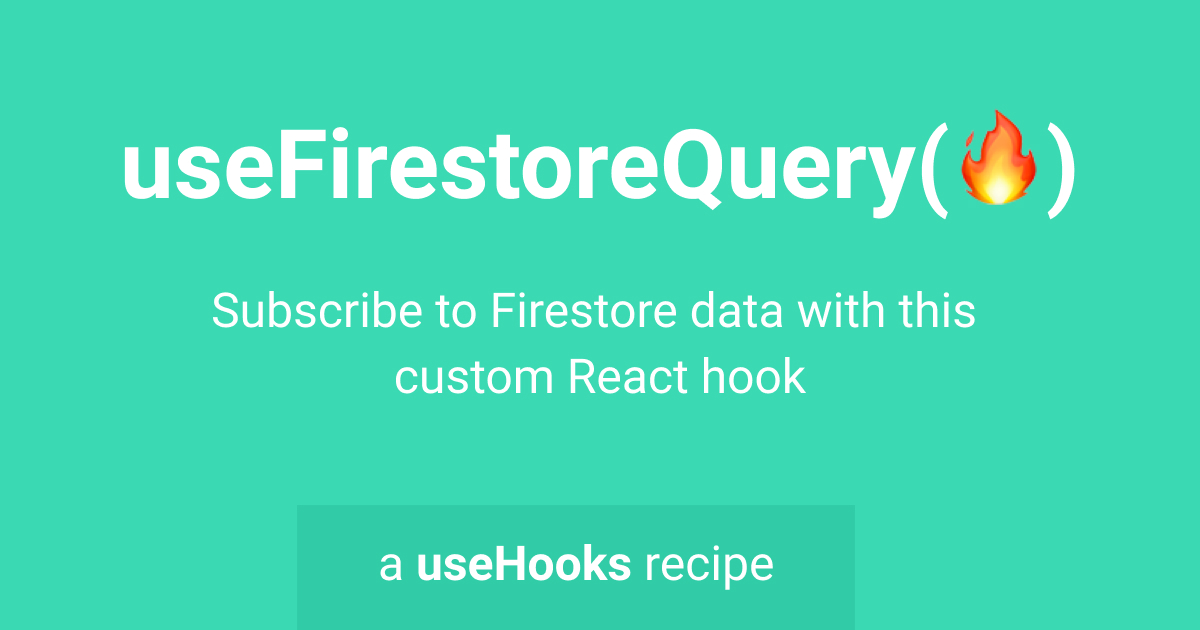 useFirestoreQuery(🔥)
Subscribe to Firestore data with this
custom React hook
a useHooks recipe